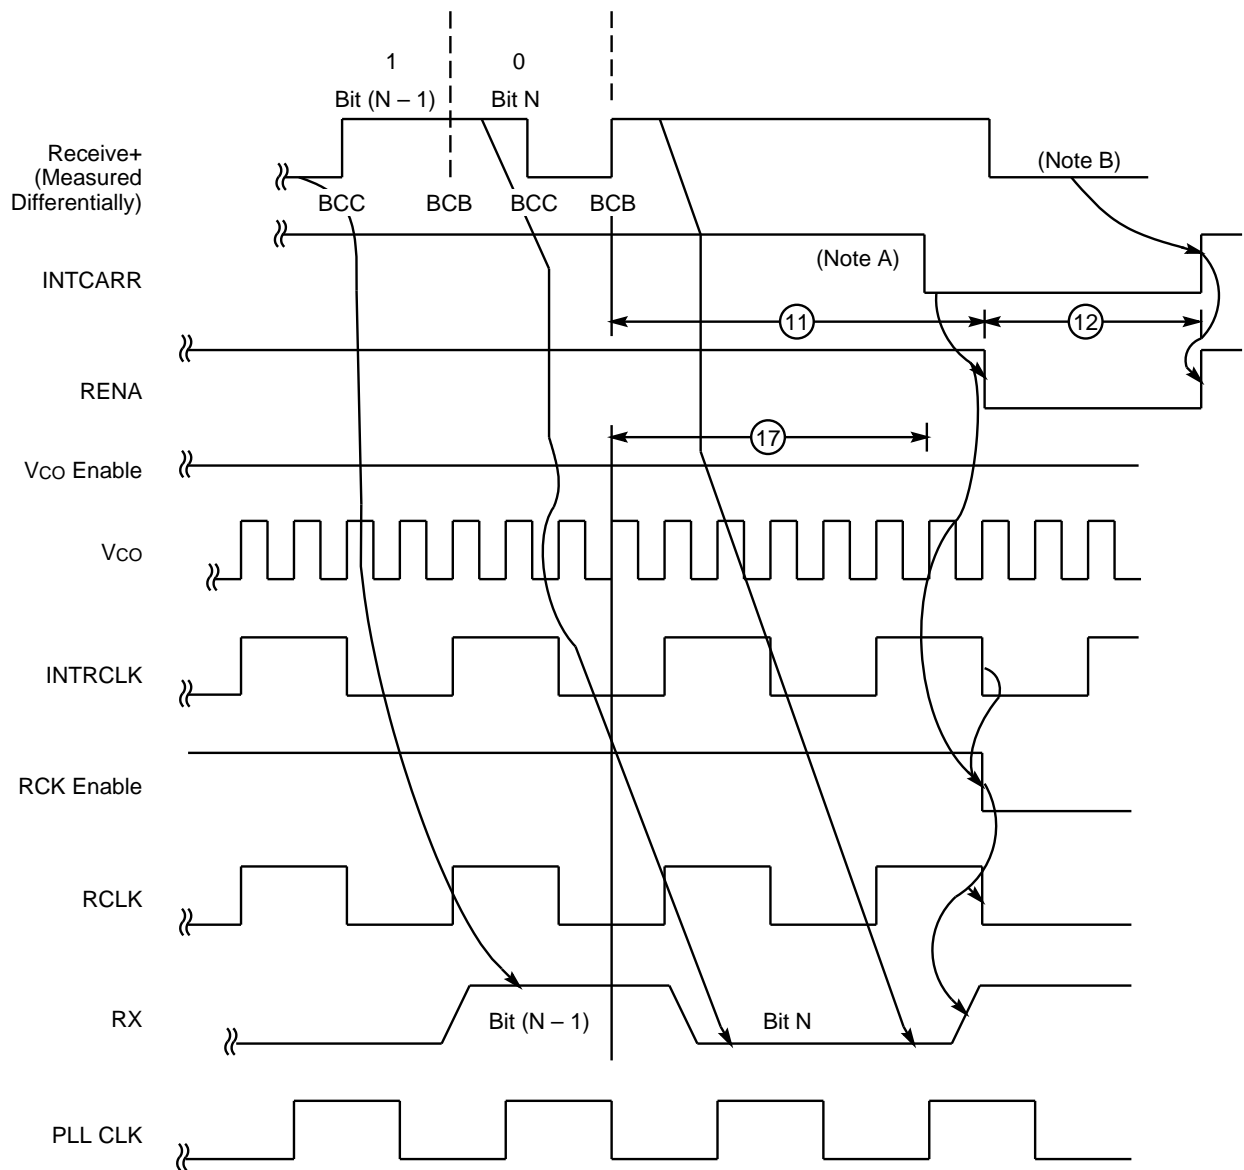 1 0
Bit (N – 1) Bit N
Receive+
(Measured
Differentially)
(Note B)
BCC BCB BCC BCB
INTCARR
(Note A)
11 12
RENA
17
VCO Enable
VCO
INTRCLK
RCK Enable
RCLK
RX
Bit (N – 1) Bit N
PLL CLK